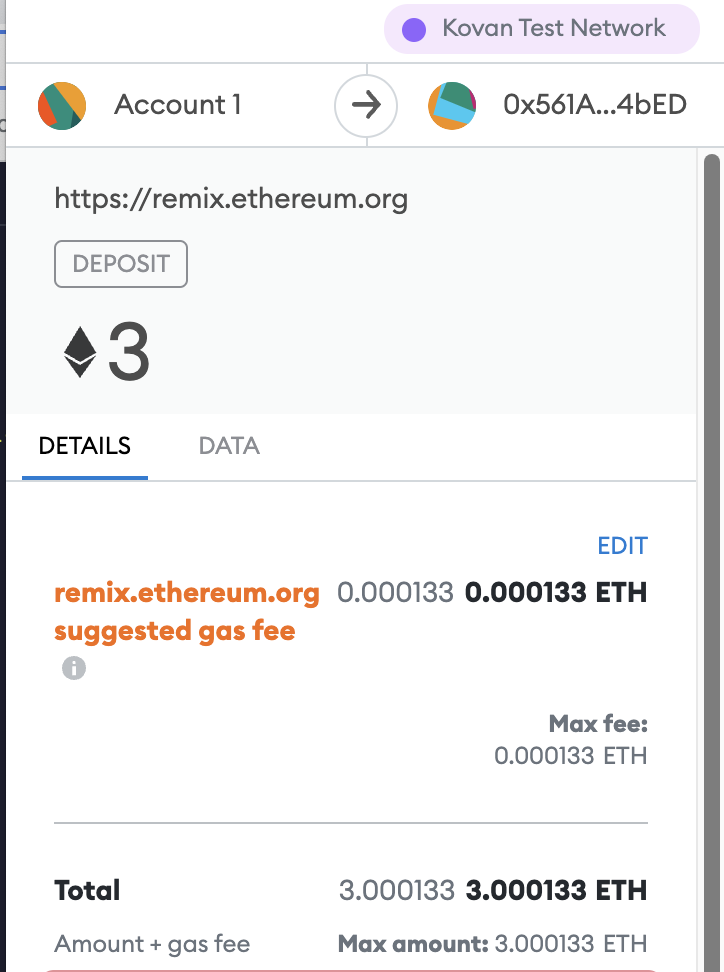 Kovan Test Network
Account 1
0x561A...4bED
https://remix.ethereum.org
DEPOSIT
3
DETAILS DATA
EDIT
remix.ethereum.org 0.000133 0.000133 ETH
suggested gas fee
Max fee:
0.000133 ETH
Total 3.000133 3.000133 ETH
Amount + gas fee Max amount: 3.000133 ETH